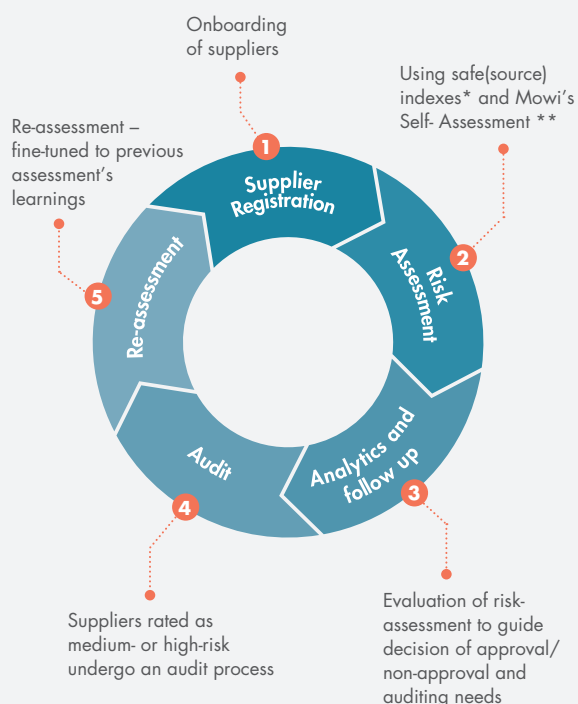 Onboarding
of suppliers
1
Supplier
Registration
Using safe(source)
indexes* and Mowi’s
Self- Assessment **
2
Risk
Assessment
3
Analytics and
follow up
Evaluation of risk-
assessment to guide
decision of approval/
non-approval and
auditing needs
4
Audit
Suppliers rated as
medium- or high-risk
undergo an audit process
5
Re-assessment
Re-assessment –
fine-tuned to previous
assessment’s
learnings